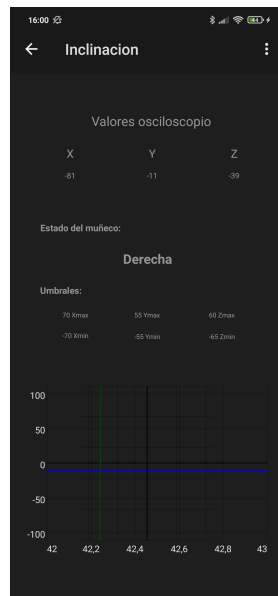 16:00
Inclinacion
Valores osciloscopio
X Y Z
-81 -11 -39
Estado del muñeco:
Derecha
Umbrales:
70 Xmax 55 Ymax 60 Zmax
-70 Xmin -55 Ymin -65 Zmin
100
50
0
-50
-100
42 42,2 42,4 42,6 42,8 43